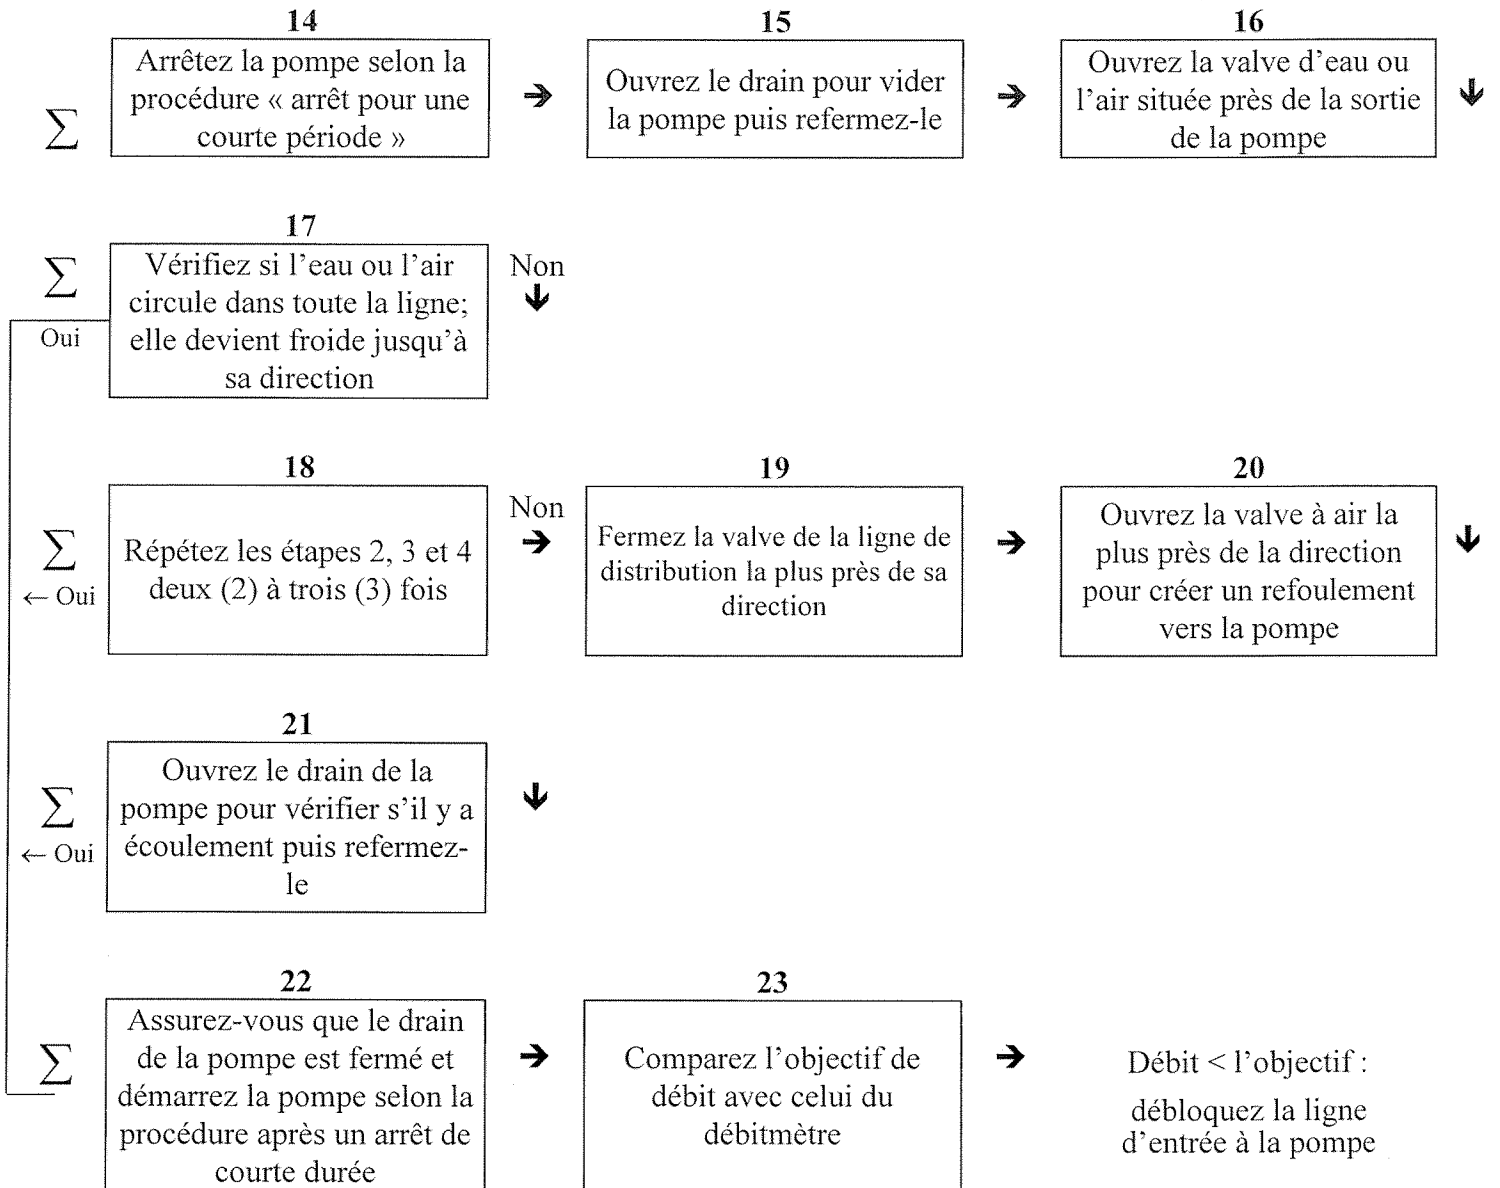 14
Arrêtez la pompe selon la
procédure « arrêt pour une
courte période »
∑
➔
15
Ouvrez le drain pour vider
la pompe puis refermez-le
➔
16
Ouvrez la valve d'eau ou
l'air située près de la sortie
de la pompe
↓
17
∑
Oui
Vérifiez si l'eau ou l'air
circule dans toute la ligne;
elle devient froide jusqu'à
sa direction
Non
↓
18
∑
← Oui
Répétez les étapes 2, 3 et 4
deux (2) à trois (3) fois
Non
➔
19
Fermez la valve de la ligne de
distribution la plus près de sa
direction
➔
20
Ouvrez la valve à air la
plus près de la direction
pour créer un refoulement
vers la pompe
↓
21
∑
← Oui
Ouvrez le drain de la
pompe pour vérifier s'il y a
écoulement puis refermez-
le
↓
22
∑
Assurez-vous que le drain
de la pompe est fermé et
démarrez la pompe selon la
procédure après un arrêt de
courte durée
➔
23
Comparez l'objectif de
débit avec celui du
débitmètre
➔
Débit < l'objectif :
débloquez la ligne
d'entrée à la pompe